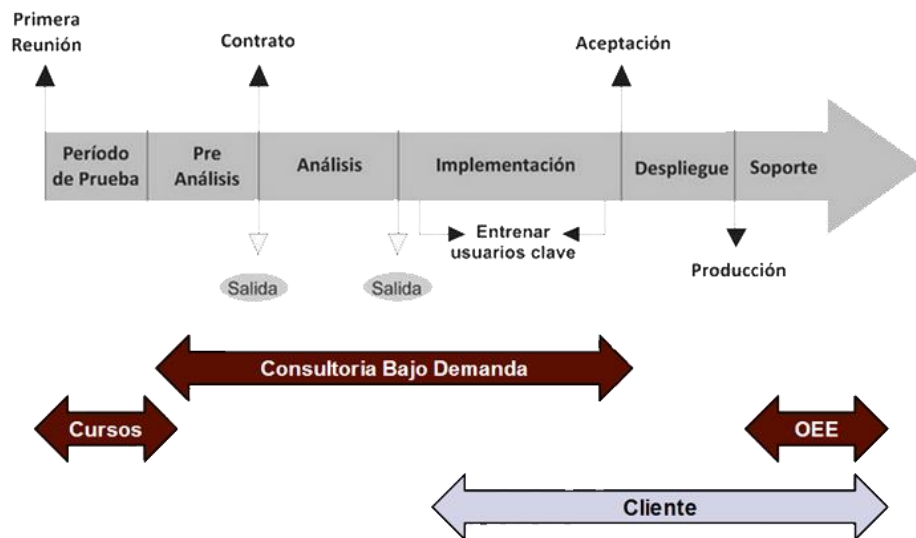 Primera
Reunión
Contrato
Aceptación
Período
de Prueba
Pre
Análisis
Análisis
Implementación
Despliegue
Soporte
Entrenar
usuarios clave
Salida
Salida
Producción
Consultoria Bajo Demanda
Cursos
OEE
Cliente